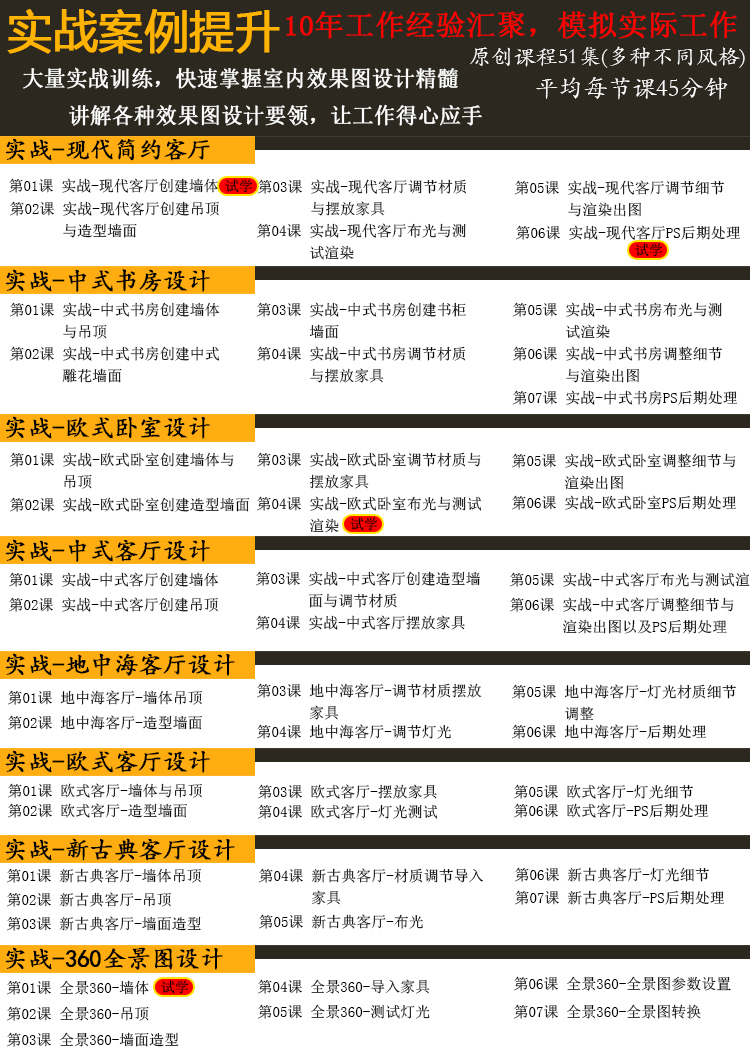 实战案例提升
10年工作经验汇聚，模拟实际工作
原创课程51集(多种不同风格)
大量实战训练，快速掌握室内效果图设计精髓
平均每节课45分钟
讲解各种效果图设计要领，让工作得心应手
实战-现代简约客厅
第01课 实战-现代客厅创建墙体 试学
第02课 实战-现代客厅创建吊顶
与造型墙面
第03课 实战-现代客厅调节材质
与摆放家具
第04课 实战-现代客厅布光与测
试渲染
第05课 实战-现代客厅调节细节
与渲染出图
第06课 实战-现代客厅PS后期处理
试学
实战-中式书房设计
第01课 实战-中式书房创建墙体
与吊顶
第02课 实战-中式书房创建中式
雕花墙面
第03课 实战-中式书房创建书柜
墙面
第04课 实战-中式书房调节材质
与摆放家具
第05课 实战-中式书房布光与测
试渲染
第06课 实战-中式书房调整细节
与渲染出图
第07课 实战-中式书房PS后期处理
实战-欧式卧室设计
第01课 实战-欧式卧室创建墙体与
吊顶
第02课 实战-欧式卧室创建造型墙面
第03课 实战-欧式卧室调节材质与
摆放家具
第04课 实战-欧式卧室布光与测试
渲染 试学
第05课 实战-欧式卧室调整细节与
渲染出图
第06课 实战-欧式卧室PS后期处理
实战-中式客厅设计
第01课 实战-中式客厅创建墙体
第02课 实战-中式客厅创建吊顶
第03课 实战-中式客厅创建造型墙
面与调节材质
第04课 实战-中式客厅摆放家具
第05课 实战-中式客厅布光与测试渲
第06课 实战-中式客厅调整细节与
渲染出图以及PS后期处理
实战-地中海客厅设计
第01课 地中海客厅-墙体吊顶
第02课 地中海客厅-造型墙面
第03课 地中海客厅-调节材质摆放
家具
第04课 地中海客厅-调节灯光
第05课 地中海客厅-灯光材质细节
调整
第06课 地中海客厅-后期处理
实战-欧式客厅设计
第01课 欧式客厅-墙体与吊顶
第02课 欧式客厅-造型墙面
第03课 欧式客厅-摆放家具
第04课 欧式客厅-灯光测试
第05课 欧式客厅-灯光细节
第06课 欧式客厅-PS后期处理
实战-新古典客厅设计
第01课 新古典客厅-墙体吊顶
第02课 新古典客厅-吊顶
第03课 新古典客厅-墙面造型
第04课 新古典客厅-材质调节导入
家具
第05课 新古典客厅-布光
第06课 新古典客厅-灯光细节
第07课 新古典客厅-PS后期处理
实战-360全景图设计
第01课 全景360-墙体 试学
第02课 全景360-吊顶
第03课 全景360-墙面造型
第04课 全景360-导入家具
第05课 全景360-测试灯光
第06课 全景360-全景图参数设置
第07课 全景360-全景图转换